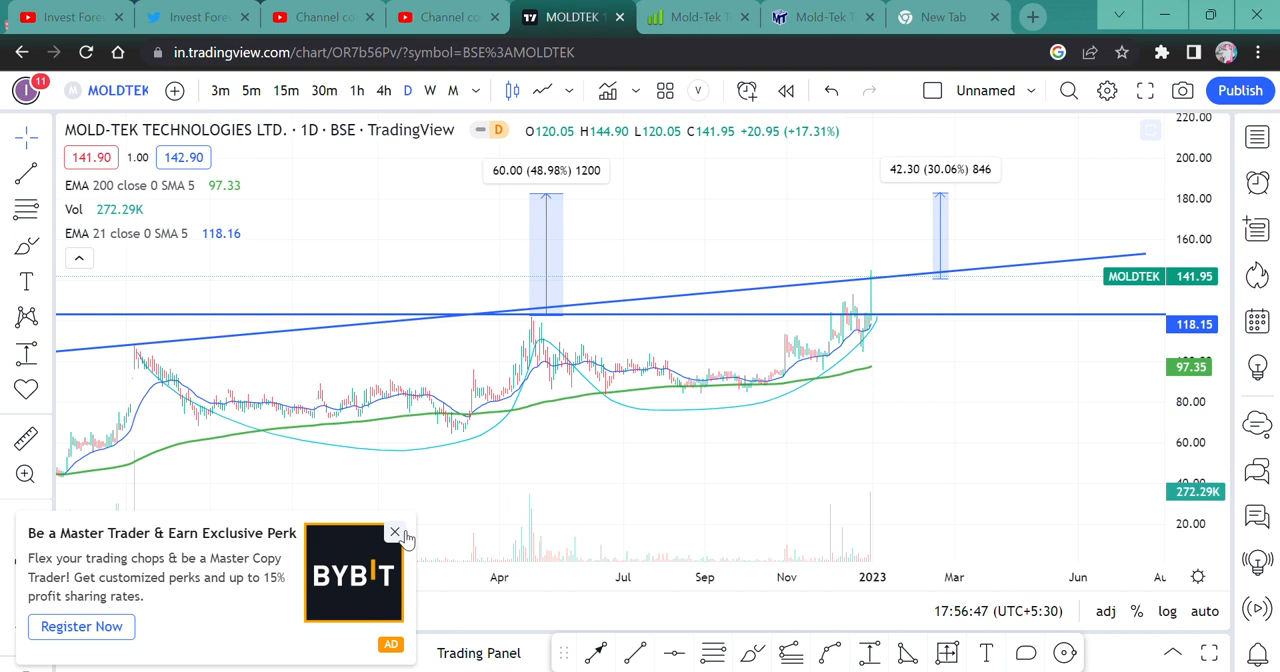 Invest Fore
Invest Fore
Channel co
Channel co
MOLDTEK
Mold-Tek T
Mold-Tek T
New Tab
in.tradingview.com/chart/OR7b56Pv/?symbol=BSE%3AMOLDTEK
11
I
M MOLDTEK
3m 5m 15m 30m 1h 4h D W M
V
Unnamed
Publish
MOLD-TEK TECHNOLOGIES LTD. · 1D · BSE · TradingView
D
O120.05 H144.90 L120.05 C141.95 +20.95 (+17.31%)
141.90 1.00 142.90
EMA 200 close 0 SMA 5 97.33
Vol 272.29K
EMA 21 close 0 SMA 5 118.16
60.00 (48.98%) 1200
42.30 (30.06%) 846
220.00
200.00
180.00
160.00
MOLDTEK 141.95
118.15
97.35
80.00
60.00
40.00
272.29K
20.00
Apr Jul Sep Nov 2023 Mar Jun Au
17:56:47 (UTC+5:30) adj % log auto
Be a Master Trader & Earn Exclusive Perk
Flex your trading chops & be a Master Copy
Trader! Get customized perks and up to 15%
profit sharing rates.
Register Now
BYBIT
AD
Trading Panel